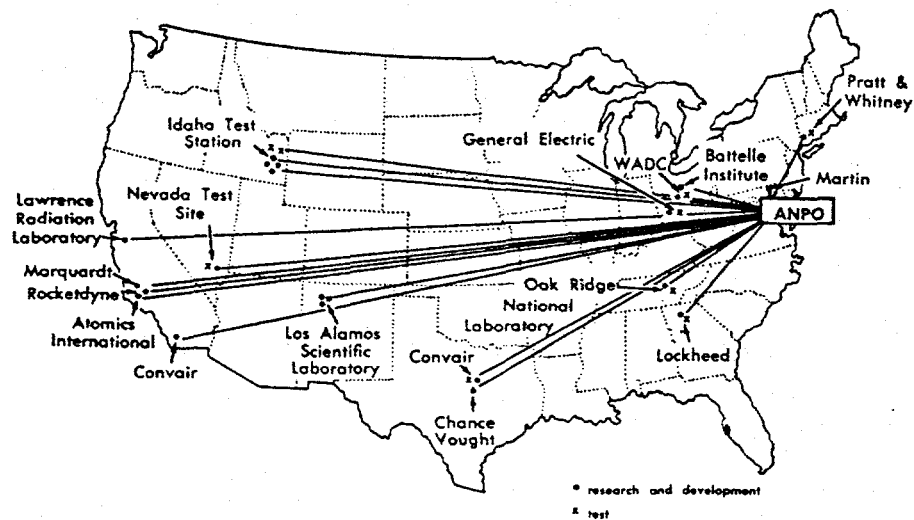 Pratt &
Whitney
Idaho Test
Station
General Electric
WADC
Battelle
Institute
Martin
ANPO
Nevada Test
Site
Lawrence
Radiation
Laboratory
Marquardt
Rocketdyne
Atomics
International
Convair
Los Alamos
Scientific
Laboratory
Oak Ridge
National
Laboratory
Lockheed
Convair
Chance
Vought
• research and development
x test